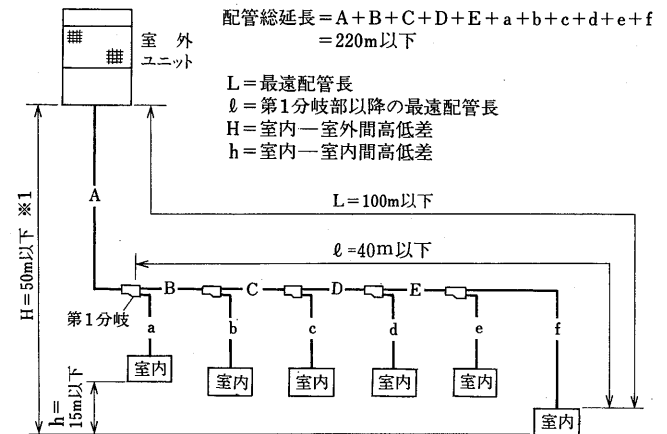 配管総延長=A+B+C+D+E+a+b+c+d+e+f
=220m以下
室外
ユニット
L=最遠配管長
ℓ=第1分岐部以降の最遠配管長
H=室内―室外間高低差
h=室内―室内間高低差
A
L=100m以下
H=50m以下 ※1
ℓ=40m以下
B
C
D
E
第1分岐
a
b
c
d
e
f
室内
室内
室内
室内
室内
h=
15m以下
室内